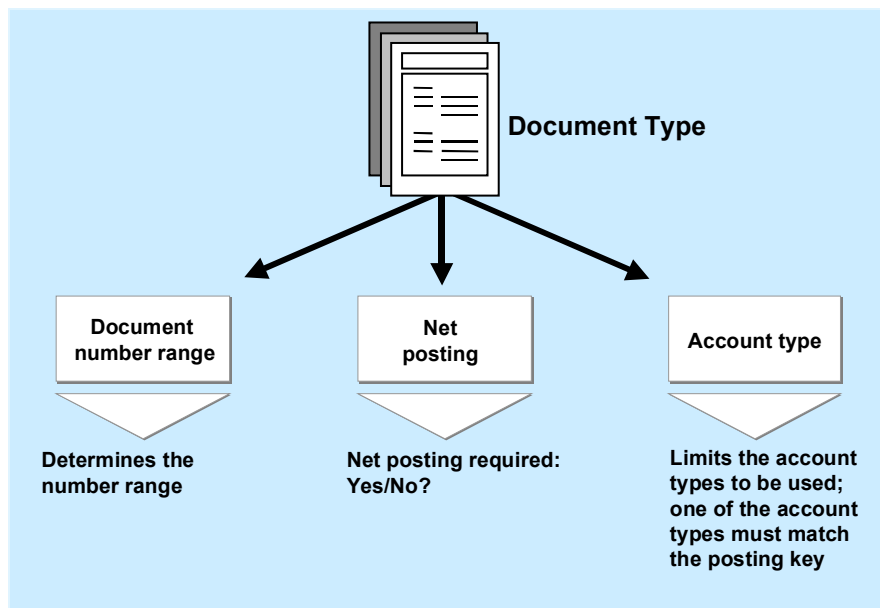 Document Type
Document
number range
Net
posting
Account type
Determines the
number range
Net posting required:
Yes/No?
Limits the account
types to be used;
one of the account
types must match
the posting key